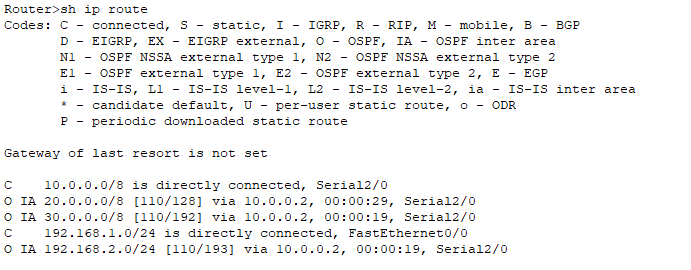 Router>sh ip route
Codes: C - connected, S - static, I - IGRP, R - RIP, M - mobile, B - BGP
       D - EIGRP, EX - EIGRP external, O - OSPF, IA - OSPF inter area
       N1 - OSPF NSSA external type 1, N2 - OSPF NSSA external type 2
       E1 - OSPF external type 1, E2 - OSPF external type 2, E - EGP
       i - IS-IS, L1 - IS-IS level-1, L2 - IS-IS level-2, ia - IS-IS inter area
       * - candidate default, U - per-user static route, o - ODR
       P - periodic downloaded static route

Gateway of last resort is not set

C    10.0.0.0/8 is directly connected, Serial2/0
O IA 20.0.0.0/8 [110/128] via 10.0.0.2, 00:00:29, Serial2/0
O IA 30.0.0.0/8 [110/192] via 10.0.0.2, 00:00:19, Serial2/0
C    192.168.1.0/24 is directly connected, FastEthernet0/0
O IA 192.168.2.0/24 [110/193] via 10.0.0.2, 00:00:19, Serial2/0